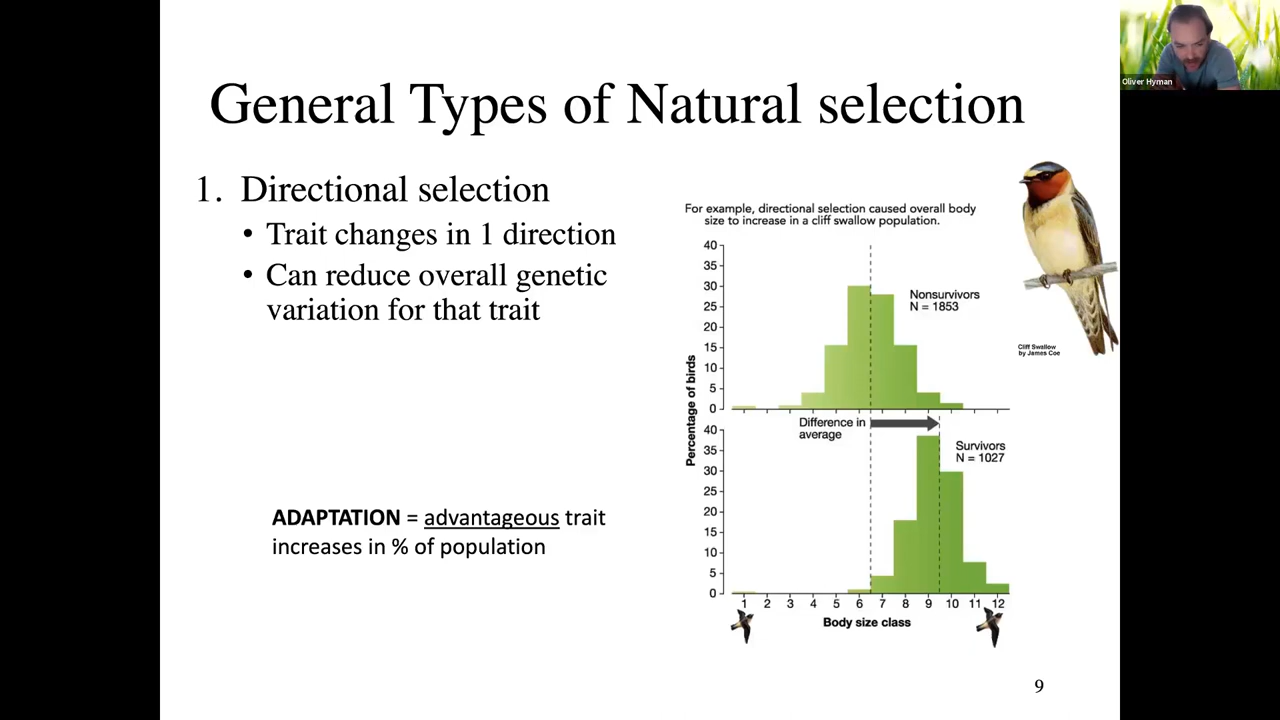 Oliver Hyman
General Types of Natural selection
1. Directional selection
• Trait changes in 1 direction
• Can reduce overall genetic
variation for that trait
ADAPTATION = advantageous trait
increases in % of population
For example, directional selection caused overall body
size to increase in a cliff swallow population.
Percentage of birds
40
35
30
25
20
15
10
5
0
Nonsurvivors
N = 1853
Difference in
average
40
35
30
25
20
15
10
5
0
Survivors
N = 1027
1 2 3 4 5 6 7 8 9 10 11 12
Body size class
Cliff Swallow
by James Coe
9